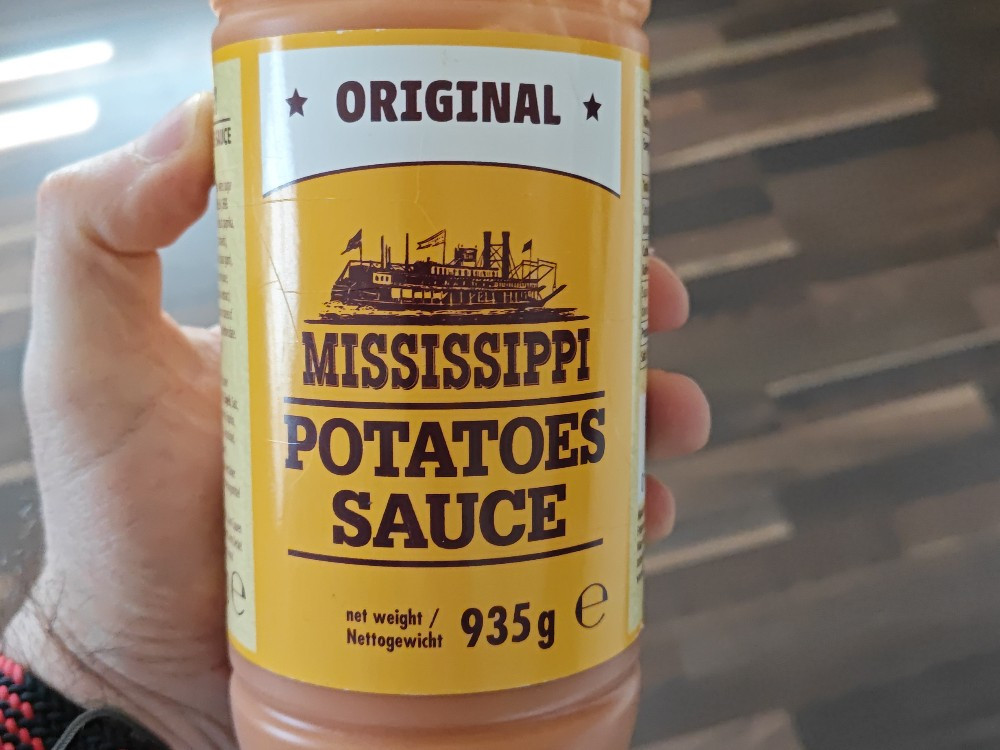 ORIGINAL
MISSISSIPPI
POTATOES
SAUCE
net weight /
Nettogewicht
935g ℮